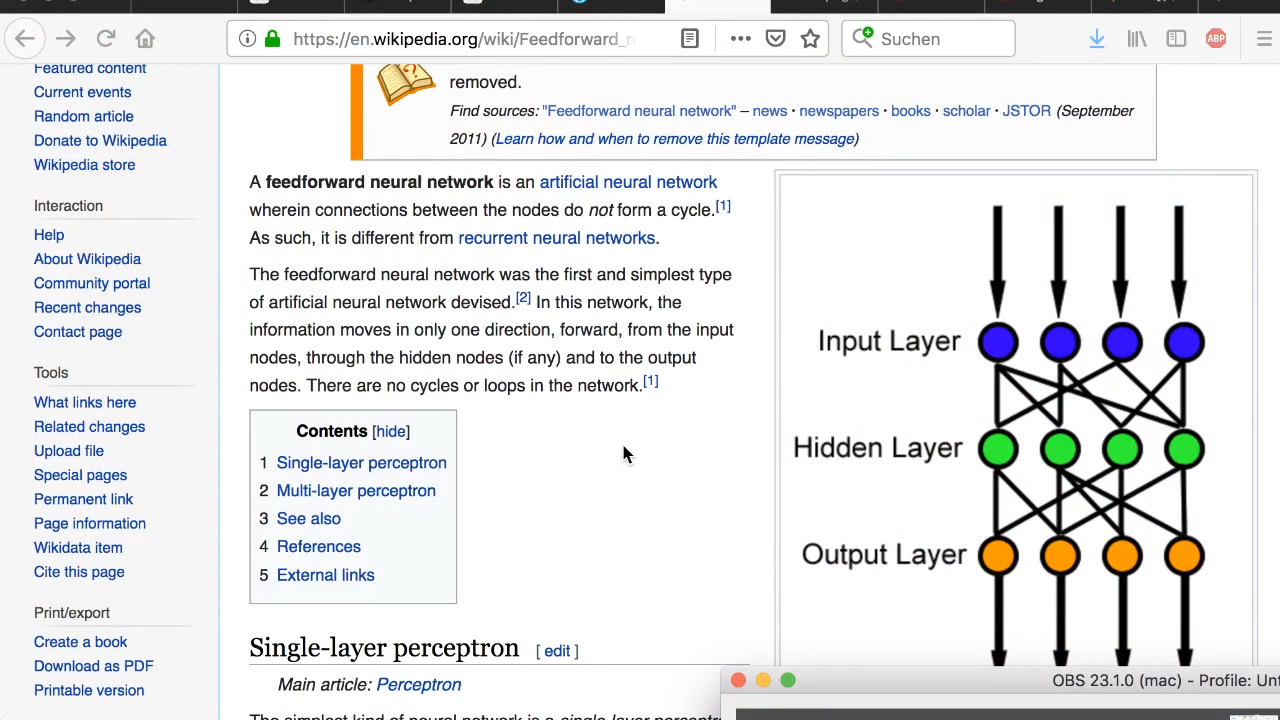 https://en.wikipedia.org/wiki/Feedforward_n
Suchen
ABP
Featured content
Current events
Random article
Donate to Wikipedia
Wikipedia store
Interaction
Help
About Wikipedia
Community portal
Recent changes
Contact page
Tools
What links here
Related changes
Upload file
Special pages
Permanent link
Page information
Wikidata item
Cite this page
Print/export
Create a book
Download as PDF
Printable version
removed.
Find sources: "Feedforward neural network" – news · newspapers · books · scholar · JSTOR (September
2011) (Learn how and when to remove this template message)
A feedforward neural network is an artificial neural network
wherein connections between the nodes do not form a cycle.[1]
As such, it is different from recurrent neural networks.
The feedforward neural network was the first and simplest type
of artificial neural network devised.[2] In this network, the
information moves in only one direction, forward, from the input
nodes, through the hidden nodes (if any) and to the output
nodes. There are no cycles or loops in the network.[1]
Contents [hide]
1 Single-layer perceptron
2 Multi-layer perceptron
3 See also
4 References
5 External links
Single-layer perceptron [ edit ]
Main article: Perceptron
The simplest kind of neural network is a single-layer
Input Layer
Hidden Layer
Output Layer
OBS 23.1.0 (mac) - Profile: